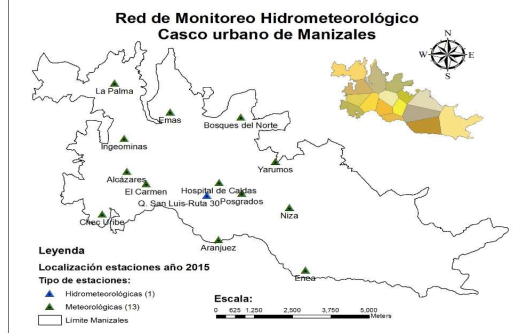 Red de Monitoreo Hidrometeorológico
Casco urbano de Manizales
N
W
E
S
La Palma
Emas
Bosques del Norte
Ingeominas
Yarumos
Alcázares
El Carmen
Hospital de Caldas
Q. San Luis-Ruta 30
Posgrados
Niza
Chec Uribe
Aranjuez
Enea
Leyenda
Localización estaciones año 2015
Tipo de estaciones:
Hidrometeorológicas (1)
Meteorológicas (13)
Límite Manizales
Escala:
0 625 1,250 2,500 3,750 5,000
Meters